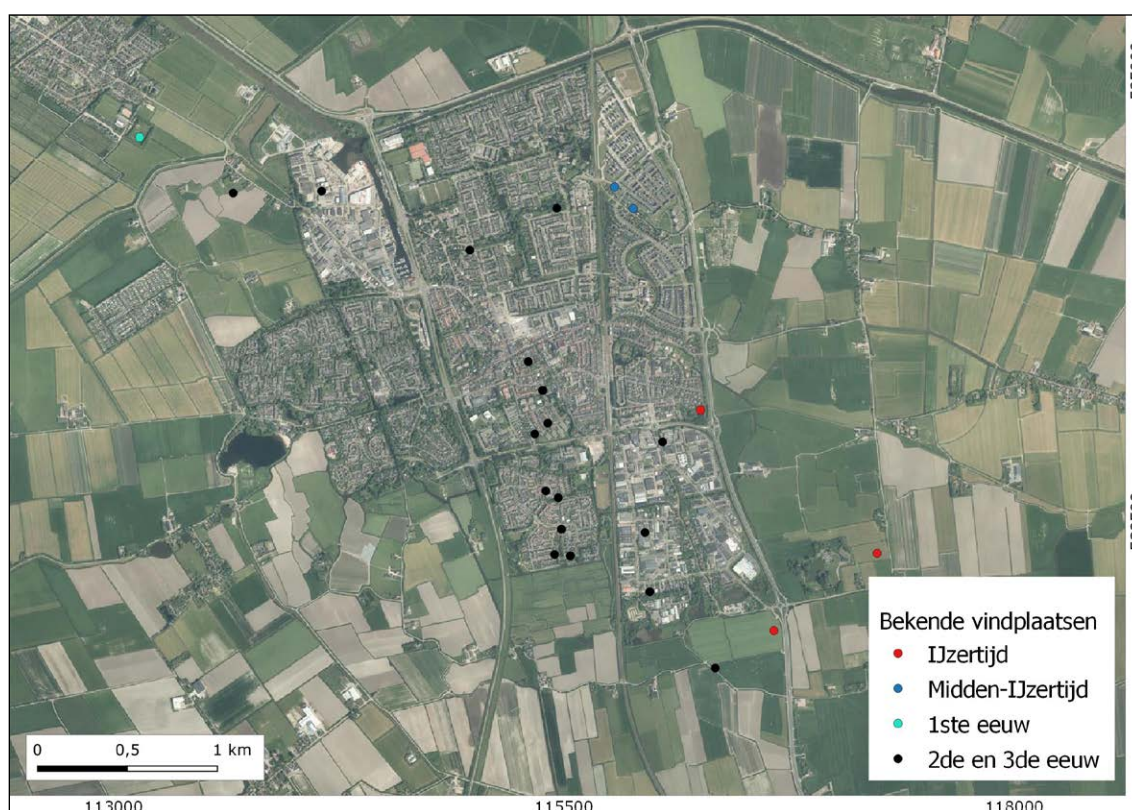 Bekende vindplaatsen
IJzertijd
Midden-IJzertijd
1ste eeuw
2de en 3de eeuw
0 0,5 1 km
113000 115500 118000